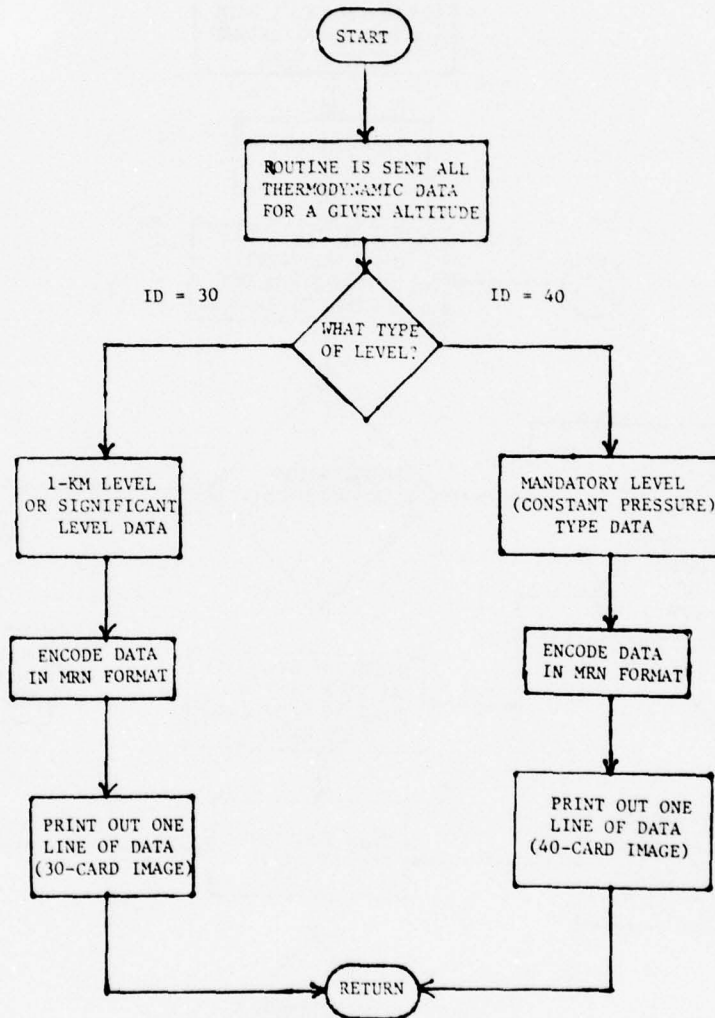 START
ROUTINE IS SENT ALL
THERMODYNAMIC DATA
FOR A GIVEN ALTITUDE
ID = 30
ID = 40
WHAT TYPE
OF LEVEL?
1-KM LEVEL
OR SIGNIFICANT
LEVEL DATA
MANDATORY LEVEL
(CONSTANT PRESSURE)
TYPE DATA
ENCODE DATA
IN MRN FORMAT
ENCODE DATA
IN MRN FORMAT
PRINT OUT ONE
LINE OF DATA
(30-CARD IMAGE)
PRINT OUT ONE
LINE OF DATA
(40-CARD IMAGE)
RETURN